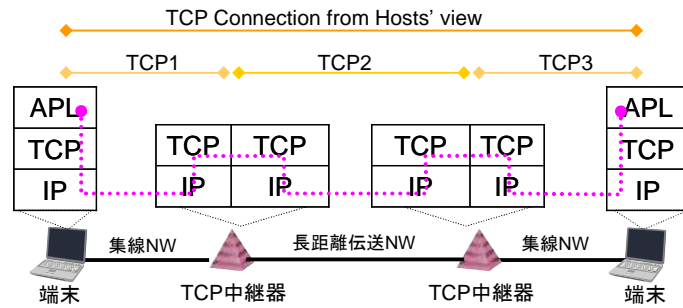 TCP Connection from Hosts' view
TCP1 TCP2 TCP3
APL APL
TCP TCP TCP TCP TCP TCP
IP IP IP IP IP IP
集線NW 長距離伝送NW 集線NW
端末 TCP中継器 TCP中継器 端末